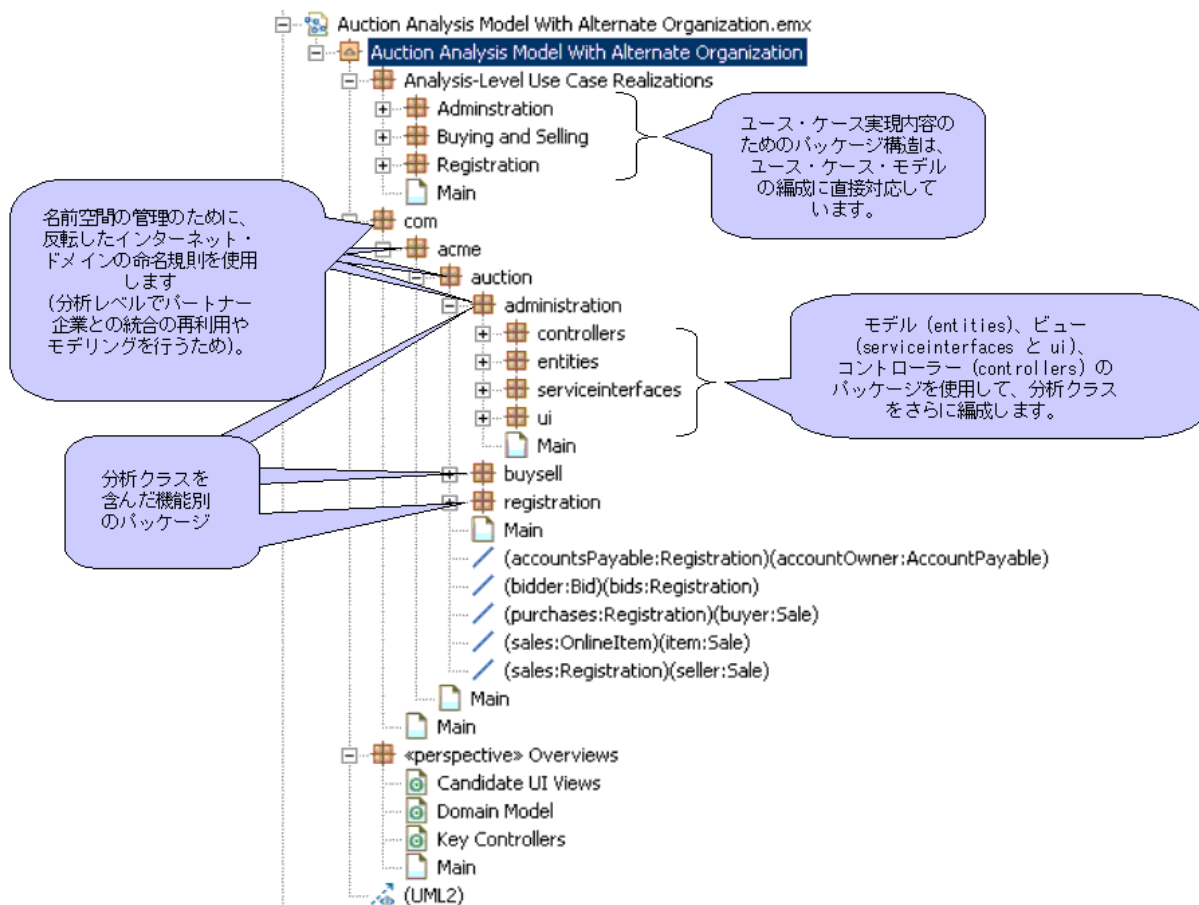 Auction Analysis Model With Alternate Organization.emx
Auction Analysis Model With Alternate Organization
Analysis-Level Use Case Realizations
Adminstration
Buying and Selling
Registration
Main
ユース・ケース実現内容の
ためのパッケージ構造は、
ユース・ケース・モデル
の編成に直接対応して
います。
com
acme
auction
administration
名前空間の管理のために、
反転したインターネット・
ドメインの命名規則を使用
します
(分析レベルでパートナー
企業との統合の再利用や
モデリングを行うため)。
controllers
entities
serviceinterfaces
ui
Main
モデル (entities)、ビュー
(serviceinterfaces と ui)、
コントローラー (controllers) の
パッケージを使用して、分析クラス
をさらに編成します。
分析クラスを
含んだ機能別
のパッケージ
buysell
registration
Main
(accountsPayable:Registration)(accountOwner:AccountPayable)
(bidder:Bid)(bids:Registration)
(purchases:Registration)(buyer:Sale)
(sales:OnlineItem)(item:Sale)
(sales:Registration)(seller:Sale)
Main
Main
«perspective» Overviews
Candidate UI Views
Domain Model
Key Controllers
Main
(UML2)